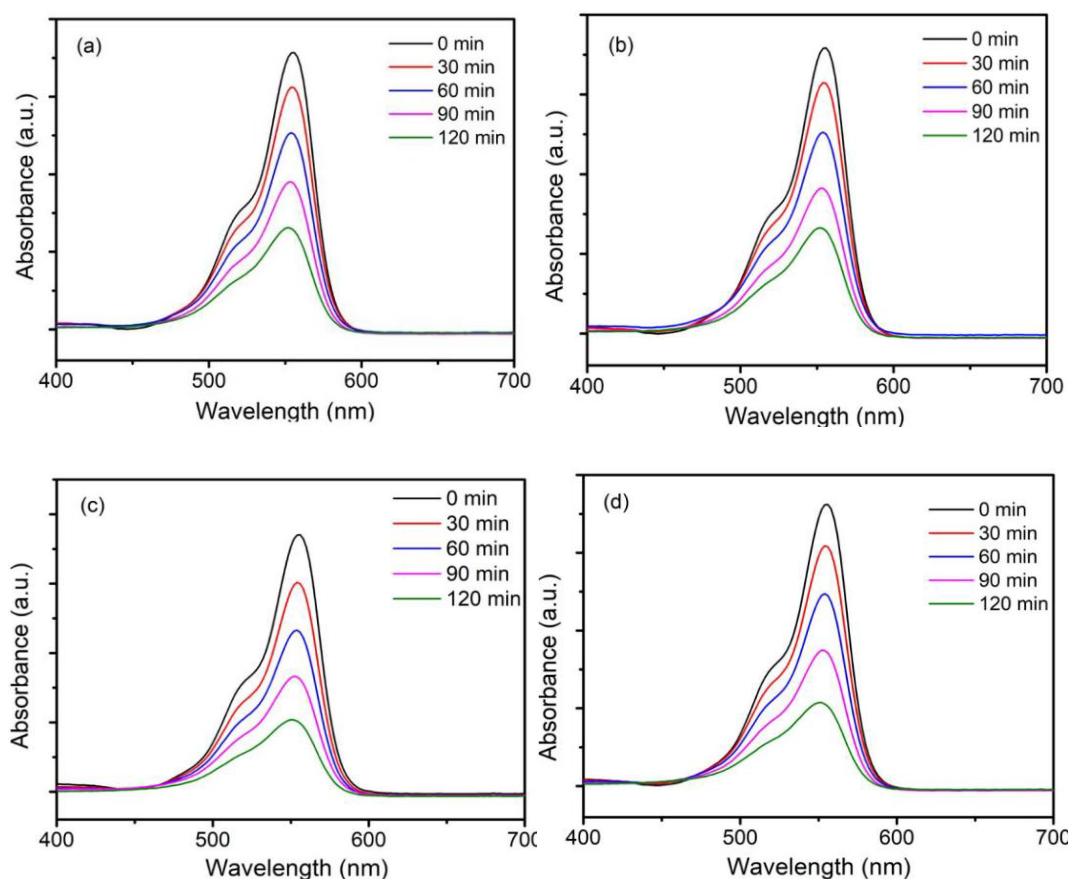 (a)
0 min
30 min
60 min
90 min
120 min
Absorbance (a.u.)
400
500
600
700
Wavelength (nm)
(b)
0 min
30 min
60 min
90 min
120 min
Absorbance (a.u.)
400
500
600
700
Wavelength (nm)
(c)
0 min
30 min
60 min
90 min
120 min
Absorbance (a.u.)
400
500
600
700
Wavelength (nm)
(d)
0 min
30 min
60 min
90 min
120 min
Absorbance (a.u.)
400
500
600
700
Wavelength (nm)